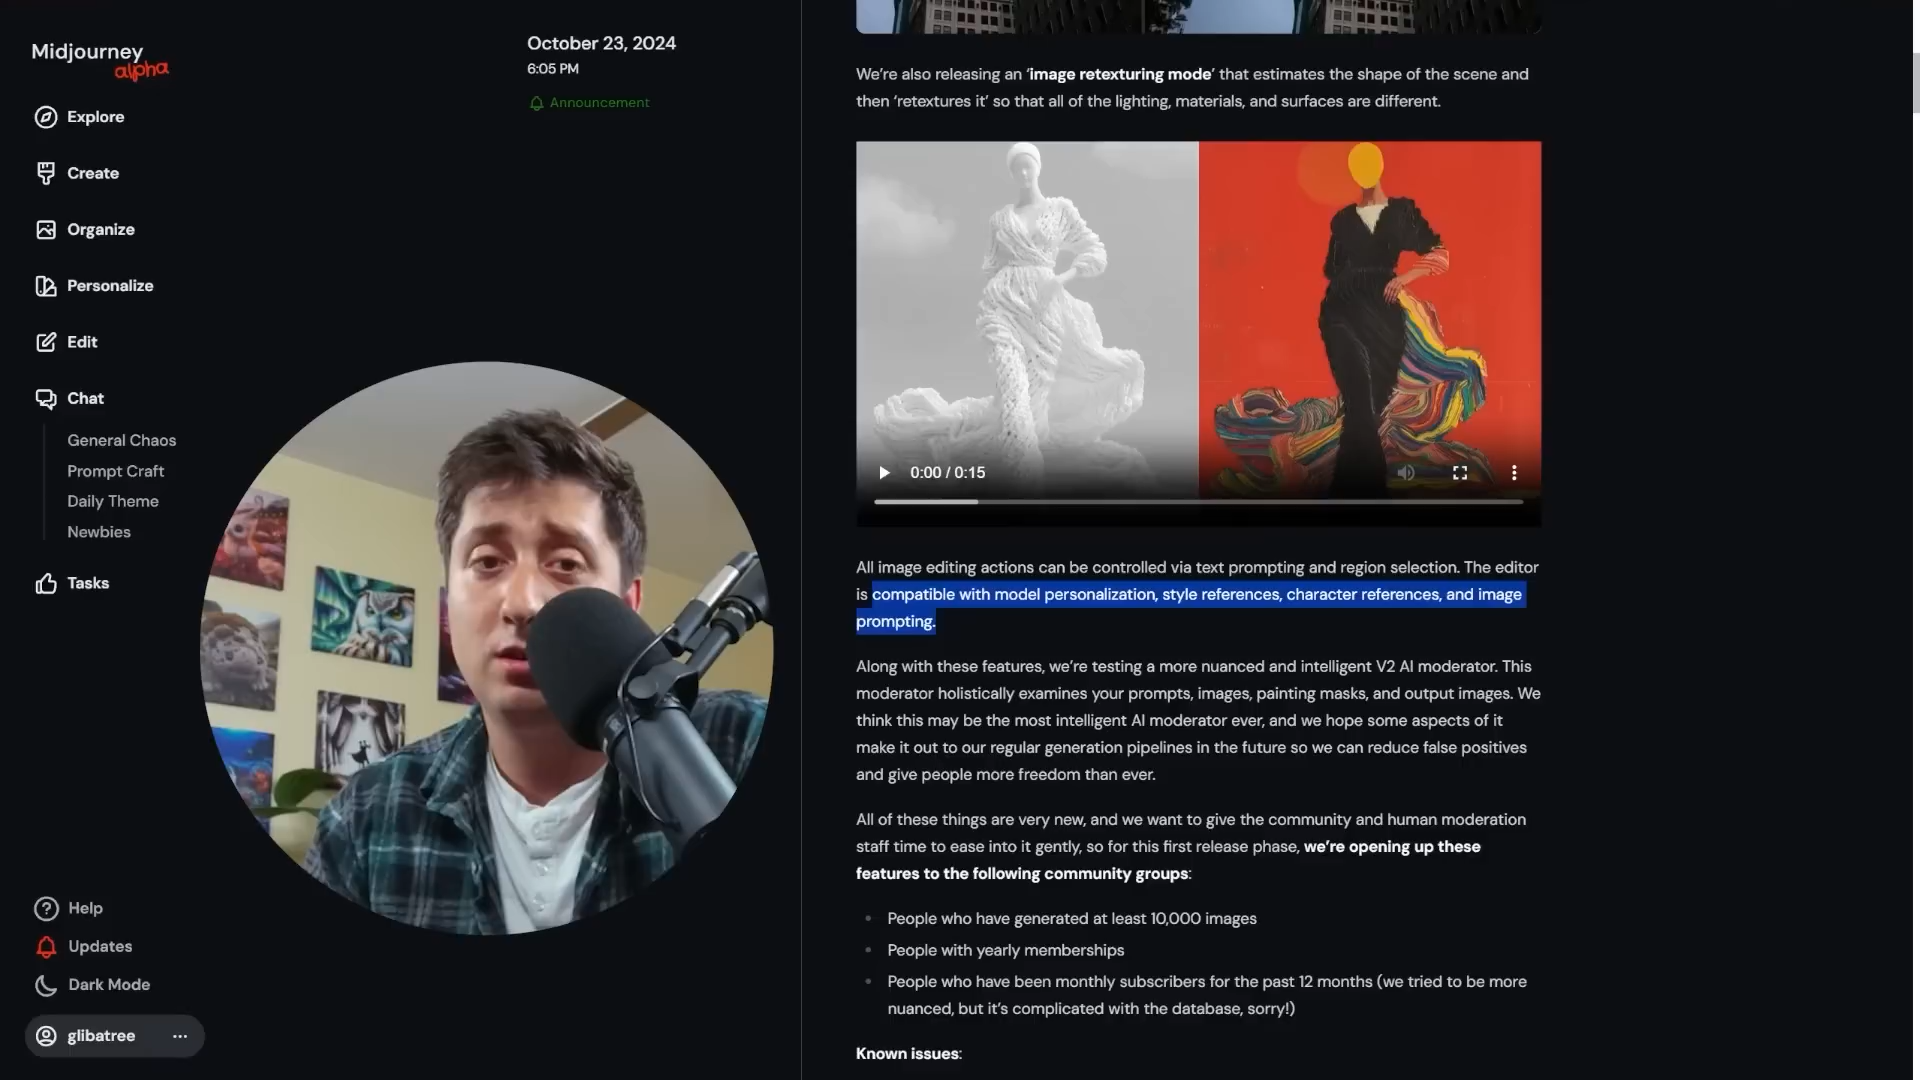 Midjourney
alpha
Explore
Create
Organize
Personalize
Edit
Chat
General Chaos
Prompt Craft
Daily Theme
Newbies
Tasks
Help
Updates
Dark Mode
glibatree
October 23, 2024
6:05 PM
Announcement
We’re also releasing an ‘image retexturing mode’ that estimates the shape of the scene and
then ‘retextures it’ so that all of the lighting, materials, and surfaces are different.
0:00 / 0:15
All image editing actions can be controlled via text prompting and region selection. The editor
is compatible with model personalization, style references, character references, and image
prompting.
Along with these features, we’re testing a more nuanced and intelligent V2 AI moderator. This
moderator holistically examines your prompts, images, painting masks, and output images. We
think this may be the most intelligent AI moderator ever, and we hope some aspects of it
make it out to our regular generation pipelines in the future so we can reduce false positives
and give people more freedom than ever.
All of these things are very new, and we want to give the community and human moderation
staff time to ease into it gently, so for this first release phase, we’re opening up these
features to the following community groups:
• People who have generated at least 10,000 images
• People with yearly memberships
• People who have been monthly subscribers for the past 12 months (we tried to be more
nuanced, but it’s complicated with the database, sorry!)
Known issues: